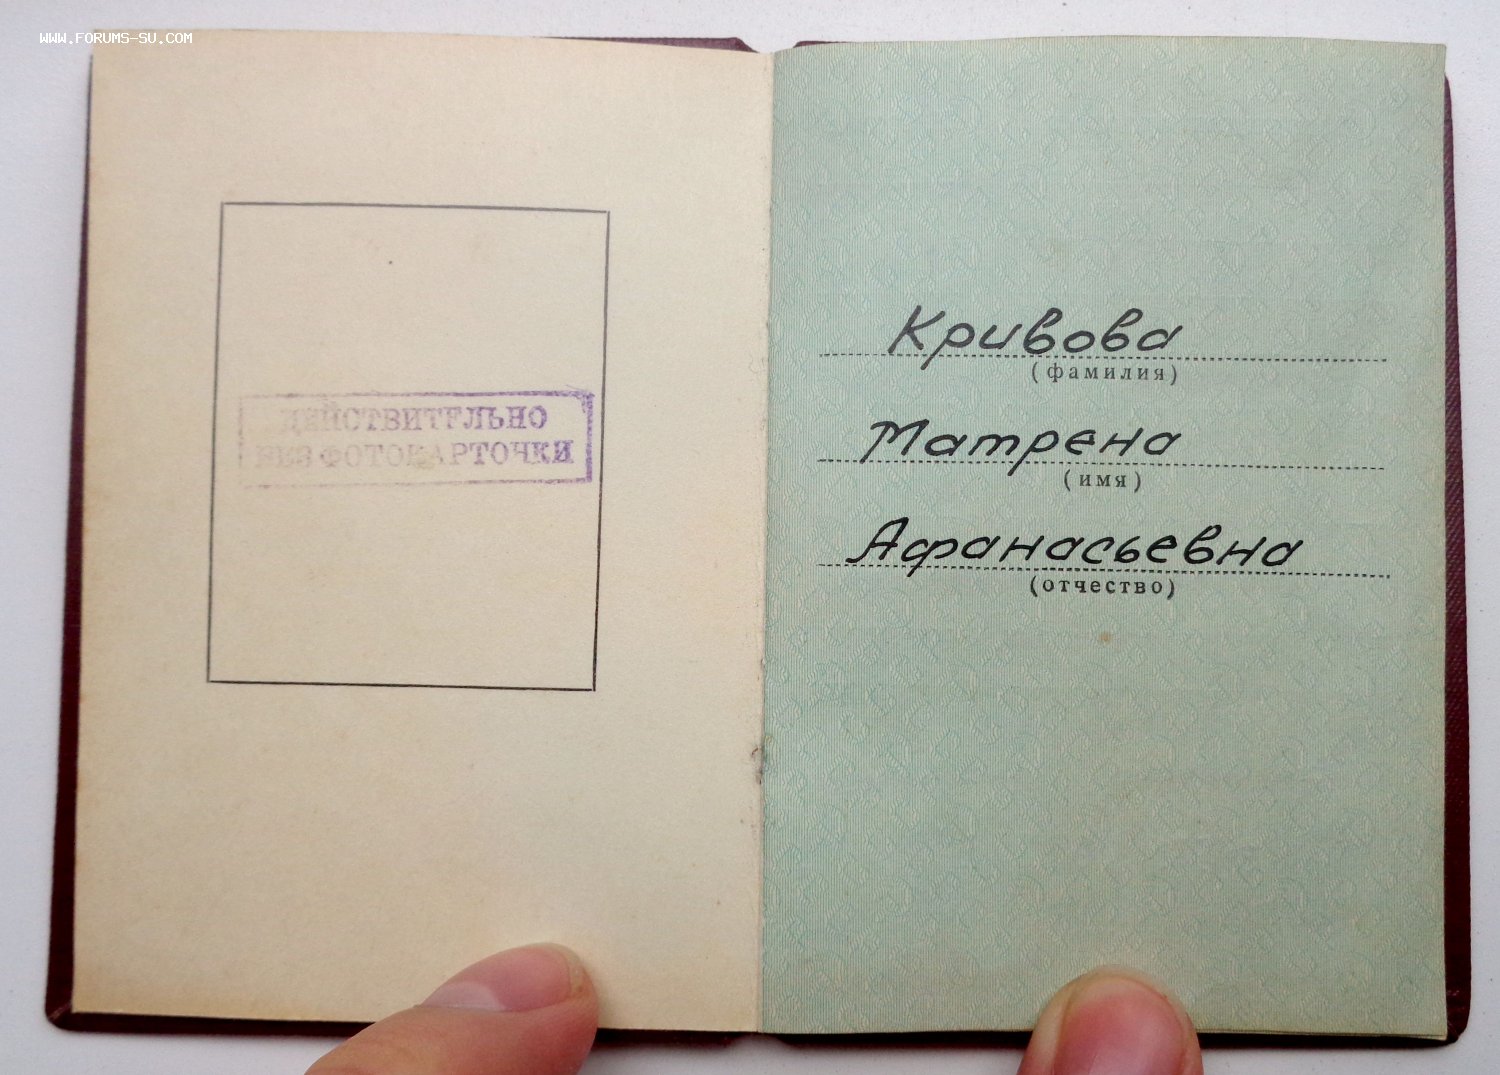 WWW.FORUMS-SU.COM
ДЕЙСТВИТЕЛЬНО
БЕЗ ФОТОКАРТОЧКИ
Кривова
(фамилия)
Матрена
(имя)
Афанасьевна
(отчество)